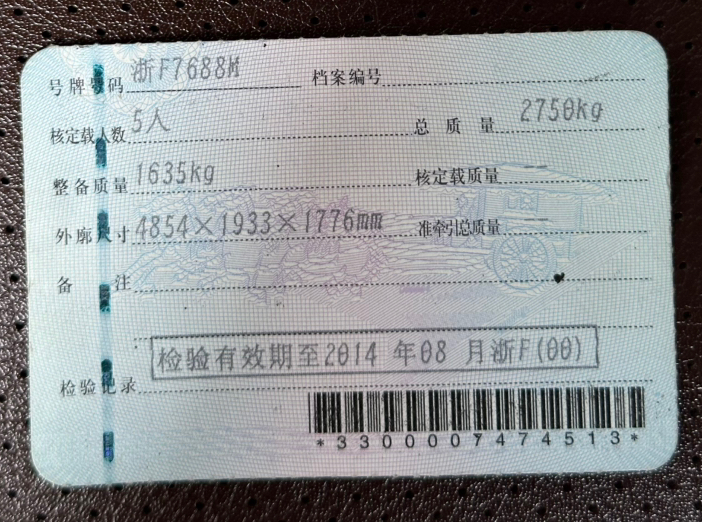 号牌号码 浙F7688M 档案编号
核定载人数 5人 总质量 2750kg
整备质量 1635kg 核定载质量 --
外廓尺寸 4854×1933×1776mm 准牵引总质量 --
备注
检验有效期至2014 年08 月浙F(00)
检验记录
*3300007474513*